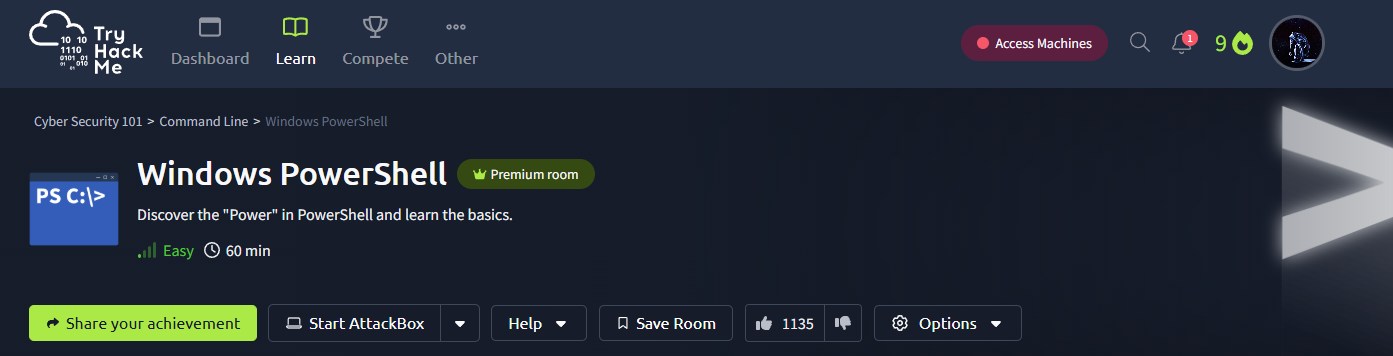 10 10
1110
0101 01
01 010
Try
Hack
Me
Dashboard
Learn
Compete
Other
Access Machines
1
9
Cyber Security 101 > Command Line > Windows PowerShell
PS C:\>
Windows PowerShell
Premium room
Discover the "Power" in PowerShell and learn the basics.
Easy
60 min
Share your achievement
Start AttackBox
Help
Save Room
1135
Options